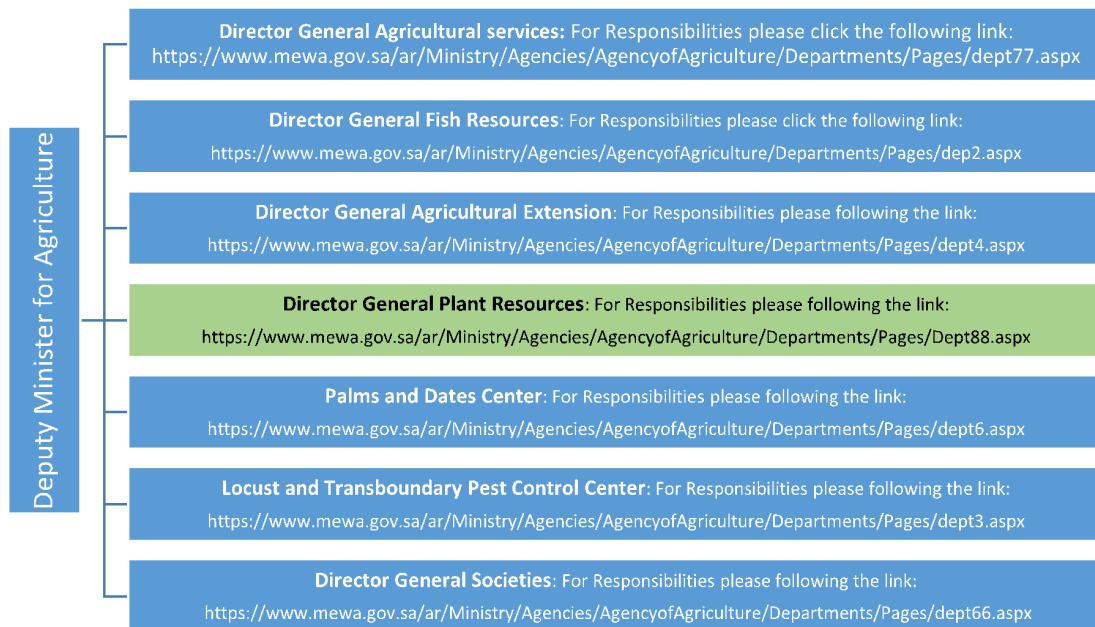 Deputy Minister for Agriculture
Director General Agricultural services: For Responsibilities please click the following link:
https://www.mewa.gov.sa/ar/Ministry/Agencies/AgencyofAgriculture/Departments/Pages/dept77.aspx
Director General Fish Resources: For Responsibilities please click the following link:
https://www.mewa.gov.sa/ar/Ministry/Agencies/AgencyofAgriculture/Departments/Pages/dep2.aspx
Director General Agricultural Extension: For Responsibilities please following the link:
https://www.mewa.gov.sa/ar/Ministry/Agencies/AgencyofAgriculture/Departments/Pages/dept4.aspx
Director General Plant Resources: For Responsibilities please following the link:
https://www.mewa.gov.sa/ar/Ministry/Agencies/AgencyofAgriculture/Departments/Pages/Dept88.aspx
Palms and Dates Center: For Responsibilities please following the link:
https://www.mewa.gov.sa/ar/Ministry/Agencies/AgencyofAgriculture/Departments/Pages/dept6.aspx
Locust and Transboundary Pest Control Center: For Responsibilities please following the link:
https://www.mewa.gov.sa/ar/Ministry/Agencies/AgencyofAgriculture/Departments/Pages/dept3.aspx
Director General Societies: For Responsibilities please following the link:
https://www.mewa.gov.sa/ar/Ministry/Agencies/AgencyofAgriculture/Departments/Pages/dept66.aspx